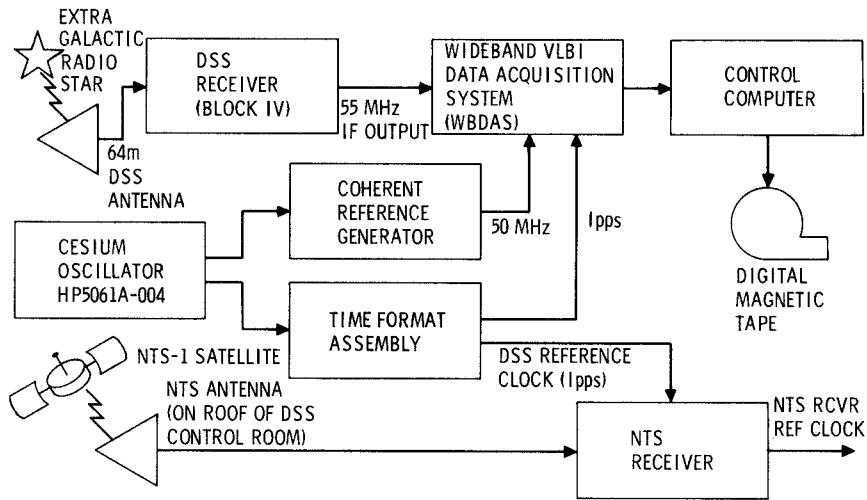 EXTRA
GALACTIC
RADIO
STAR
64m
DSS
ANTENNA
DSS
RECEIVER
(BLOCK IV)
55 MHz
IF OUTPUT
WIDEBAND VLBI
DATA ACQUISITION
SYSTEM
(WBDAS)
CONTROL
COMPUTER
DIGITAL
MAGNETIC
TAPE
COHERENT
REFERENCE
GENERATOR
50 MHz
1pps
CESIUM
OSCILLATOR
HP5061A-004
TIME FORMAT
ASSEMBLY
DSS REFERENCE
CLOCK (1pps)
NTS-1 SATELLITE
NTS ANTENNA
(ON ROOF OF DSS
CONTROL ROOM)
NTS
RECEIVER
NTS RCVR
REF CLOCK